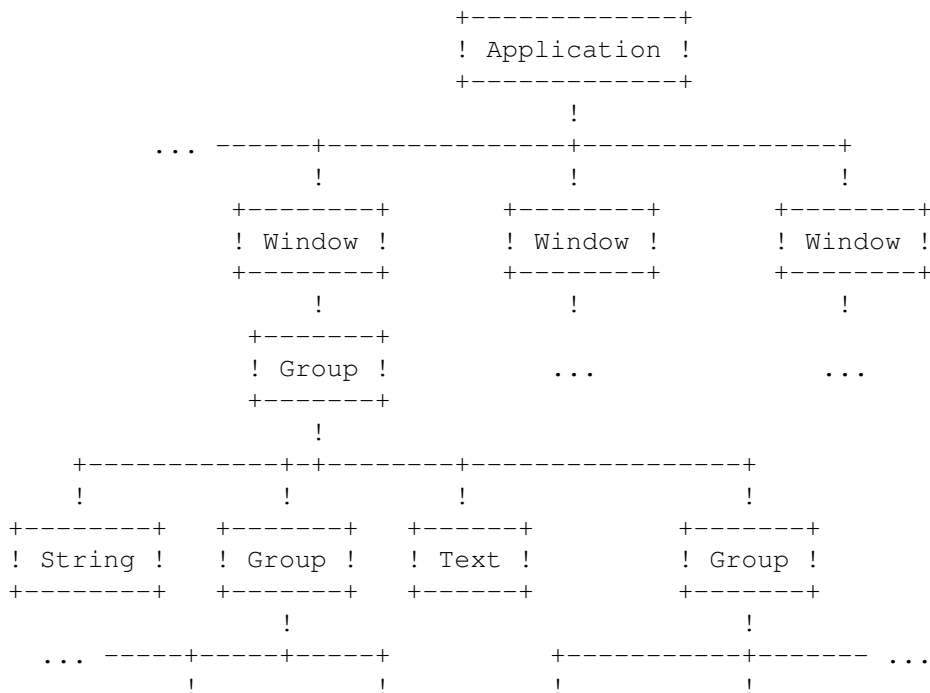 +-------------+
                             ! Application !
                             +-------------+
                                    !
          ... ------+---------------+----------------+
                    !               !                !
               +--------+       +--------+       +--------+
               ! Window !       ! Window !       ! Window !
               +--------+       +--------+       +--------+
                    !               !                !
                +-------+
                ! Group !          ...              ...
                +-------+
                    !
     +------------+-+--------+-----------------+
     !            !          !                 !
+--------+   +-------+   +------+          +-------+
! String !   ! Group !   ! Text !          ! Group !
+--------+   +-------+   +------+          +-------+
                 !                             !
  ... -----+-----+-----+           +-----------+------- ...
           !           !           !           !